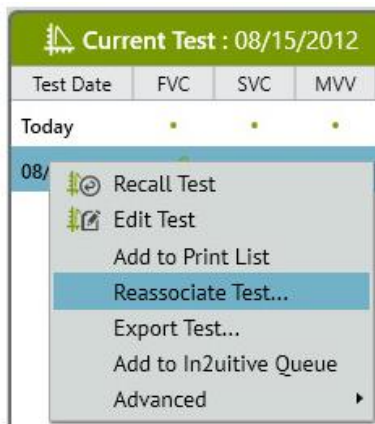 Current Test : 08/15/2012
Test Date FVC SVC MVV
Today
08/
Recall Test
Edit Test
Add to Print List
Reassociate Test...
Export Test...
Add to In2uitive Queue
Advanced